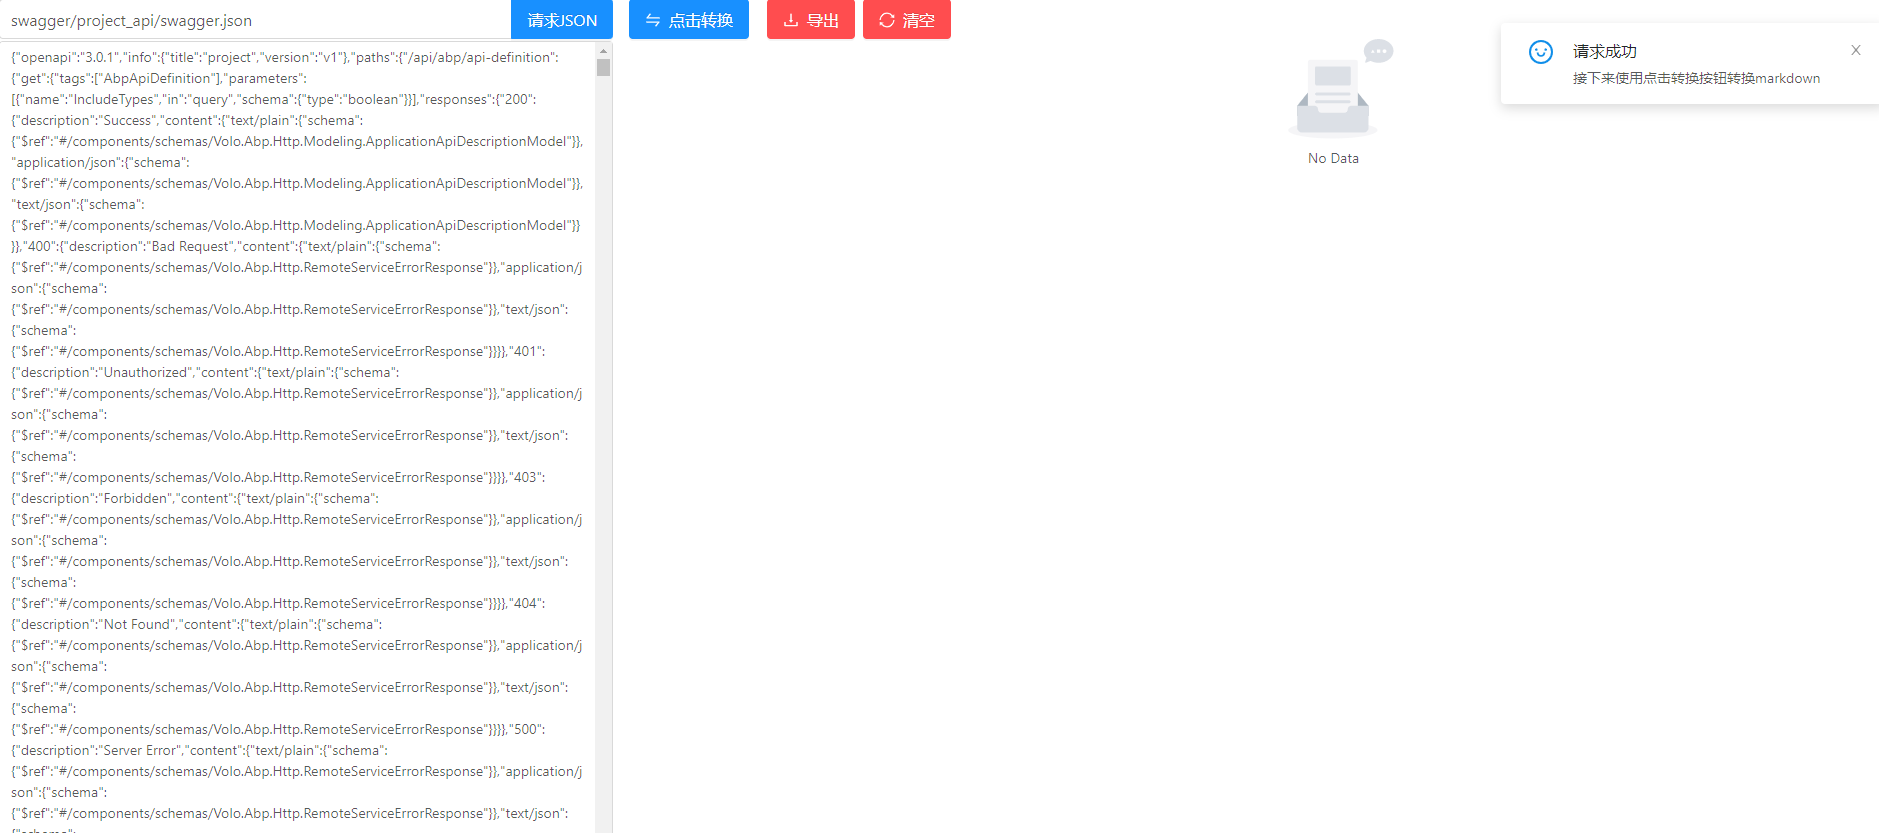 swagger/project_api/swagger.json
请求JSON
点击转换
导出
清空
{"openapi":"3.0.1","info":{"title":"project","version":"v1"},"paths":{"/api/abp/api-definition":
{"get":{"tags":["AbpApiDefinition"],"parameters":
[{"name":"IncludeTypes","in":"query","schema":{"type":"boolean"}}],"responses":{"200":
{"description":"Success","content":{"text/plain":{"schema":
{"$ref":"#/components/schemas/Volo.Abp.Http.Modeling.ApplicationApiDescriptionModel"}},
"application/json":{"schema":
{"$ref":"#/components/schemas/Volo.Abp.Http.Modeling.ApplicationApiDescriptionModel"}},
"text/json":{"schema":
{"$ref":"#/components/schemas/Volo.Abp.Http.Modeling.ApplicationApiDescriptionModel"}}
}},"400":{"description":"Bad Request","content":{"text/plain":{"schema":
{"$ref":"#/components/schemas/Volo.Abp.Http.RemoteServiceErrorResponse"}},"application/j
son":{"schema":
{"$ref":"#/components/schemas/Volo.Abp.Http.RemoteServiceErrorResponse"}},"text/json":
{"schema":
{"$ref":"#/components/schemas/Volo.Abp.Http.RemoteServiceErrorResponse"}}}},"401":
{"description":"Unauthorized","content":{"text/plain":{"schema":
{"$ref":"#/components/schemas/Volo.Abp.Http.RemoteServiceErrorResponse"}},"application/j
son":{"schema":
{"$ref":"#/components/schemas/Volo.Abp.Http.RemoteServiceErrorResponse"}},"text/json":
{"schema":
{"$ref":"#/components/schemas/Volo.Abp.Http.RemoteServiceErrorResponse"}}}},"403":
{"description":"Forbidden","content":{"text/plain":{"schema":
{"$ref":"#/components/schemas/Volo.Abp.Http.RemoteServiceErrorResponse"}},"application/j
son":{"schema":
{"$ref":"#/components/schemas/Volo.Abp.Http.RemoteServiceErrorResponse"}},"text/json":
{"schema":
{"$ref":"#/components/schemas/Volo.Abp.Http.RemoteServiceErrorResponse"}}}},"404":
{"description":"Not Found","content":{"text/plain":{"schema":
{"$ref":"#/components/schemas/Volo.Abp.Http.RemoteServiceErrorResponse"}},"application/j
son":{"schema":
{"$ref":"#/components/schemas/Volo.Abp.Http.RemoteServiceErrorResponse"}},"text/json":
{"schema":
{"$ref":"#/components/schemas/Volo.Abp.Http.RemoteServiceErrorResponse"}}}},"500":
{"description":"Server Error","content":{"text/plain":{"schema":
{"$ref":"#/components/schemas/Volo.Abp.Http.RemoteServiceErrorResponse"}},"application/j
son":{"schema":
{"$ref":"#/components/schemas/Volo.Abp.Http.RemoteServiceErrorResponse"}},"text/json":
{"schema":
No Data
请求成功
接下来使用点击转换按钮转换markdown